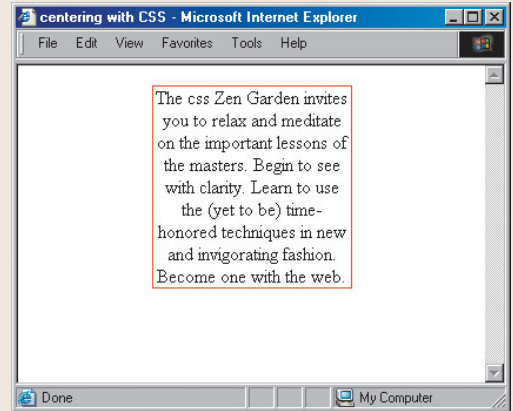 centering with CSS - Microsoft Internet Explorer
File Edit View Favorites Tools Help
The css Zen Garden invites
you to relax and meditate
on the important lessons of
the masters. Begin to see
with clarity. Learn to use
the (yet to be) time-
honored techniques in new
and invigorating fashion.
Become one with the web.
Done My Computer